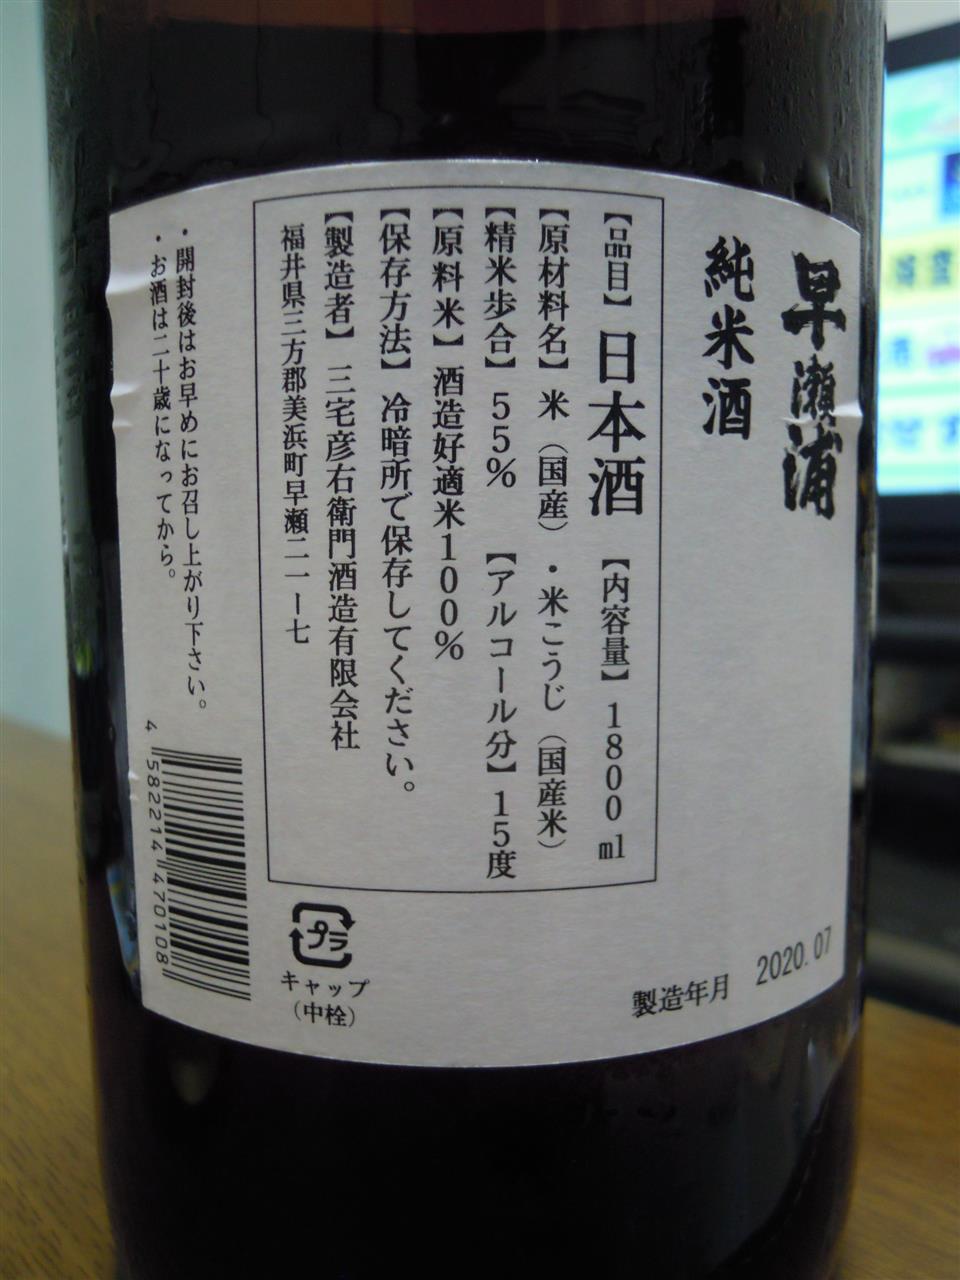 早瀬浦
純米酒
【品目】日本酒 【内容量】1800ml
【原材料名】米(国産)・米こうじ(国産米)
【精米歩合】55% 【アルコール分】15度
【原料米】酒造好適米100%
【保存方法】冷暗所で保存してください。
【製造者】三宅彦右衛門酒造有限会社
福井県三方郡美浜町早瀬二一ー七
・開封後はお早めにお召し上がり下さい。
・お酒は二十歳になってから。
4 582214 470108
プラ
キャップ
(中栓)
製造年月 2020.07